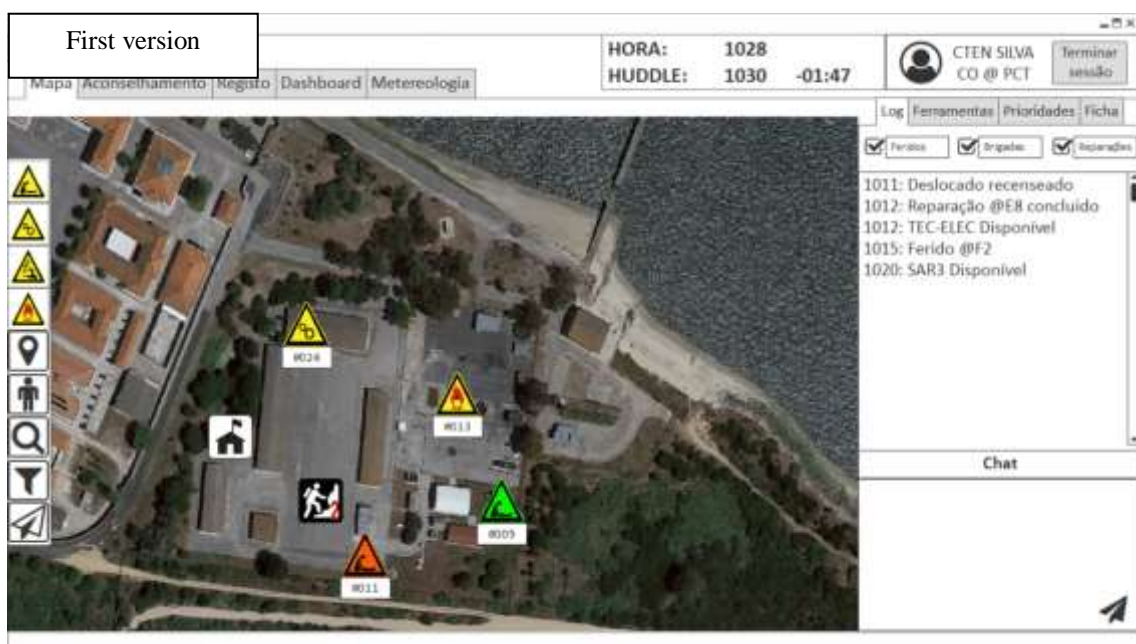 First version
HORA: 1028
HUDDLE: 1030 -01:47
CTEN SILVA
CO @ PCT
Terminar
sessão
Mapa Aconselhamento Registo Dashboard Metereologia
Log Ferramentas Prioridades Ficha
Feridos Brigadas Reparações
1011: Deslocado recenseado
1012: Reparação @E8 concluido
1012: TEC-ELEC Disponível
1015: Ferido @F2
1020: SAR3 Disponível
#024
#013
#009
#011
Chat